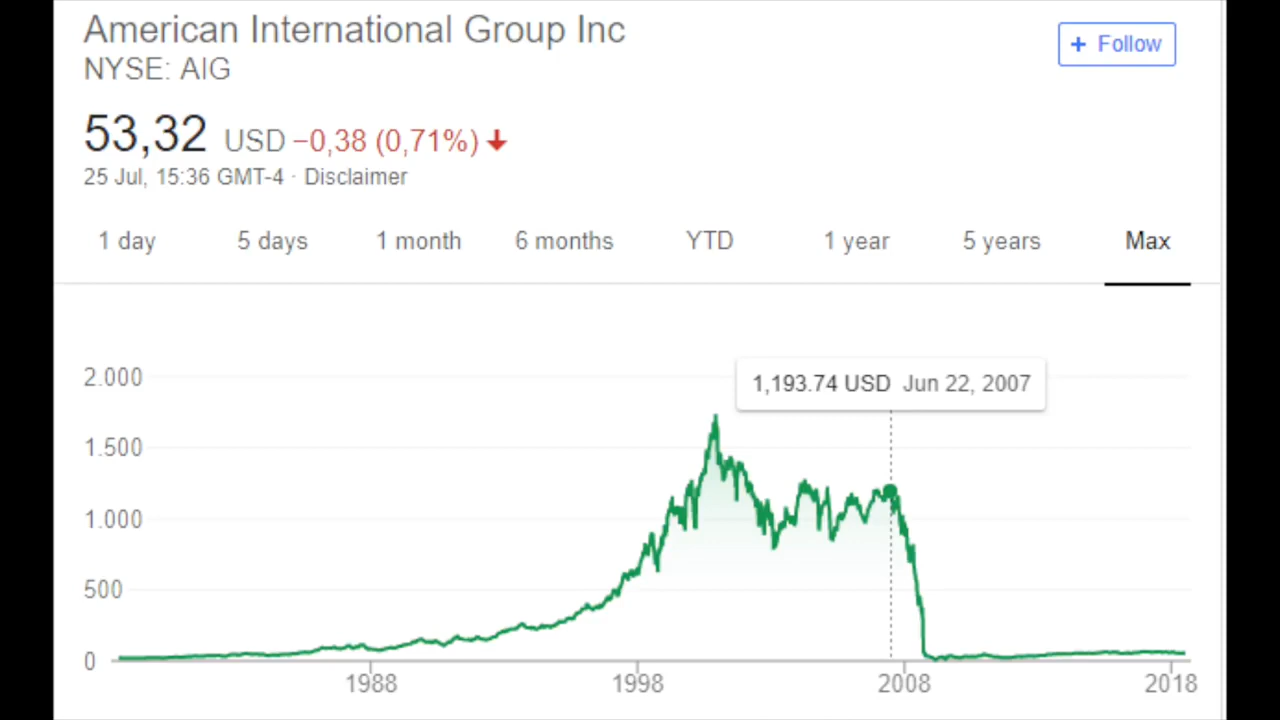 American International Group Inc
NYSE: AIG
+ Follow
53,32 USD −0,38 (0,71%)
25 Jul, 15:36 GMT-4 · Disclaimer
1 day 5 days 1 month 6 months YTD 1 year 5 years Max
1,193.74 USD Jun 22, 2007
2.000
1.500
1.000
500
0
1988 1998 2008 2018